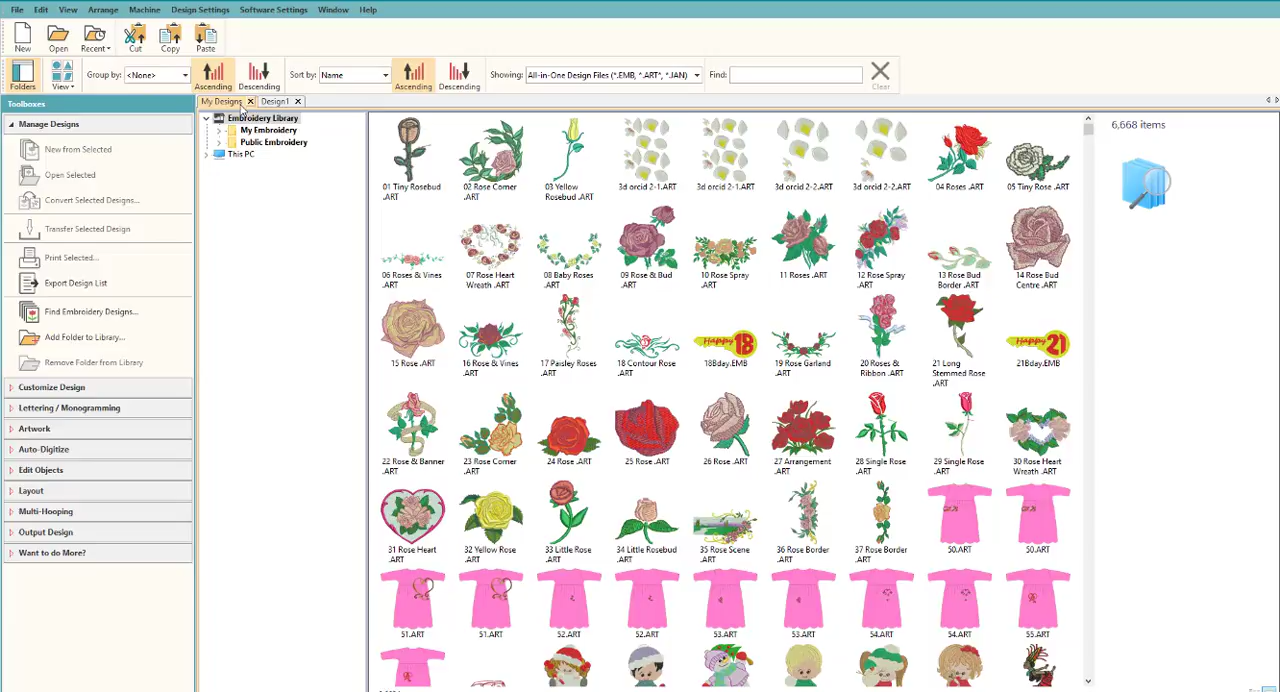 File Edit View Arrange Machine Design Settings Software Settings Window Help
New Open Recent Cut Copy Paste
Folders View Group by: <None> Ascending Descending Sort by: Name Ascending Descending Showing: All-in-One Design Files (*.EMB, *.ART*, *.JAN) Find: Clear
Toolboxes
My Designs Design1
Manage Designs
New from Selected
Open Selected
Convert Selected Designs...
Transfer Selected Design
Print Selected...
Export Design List
Find Embroidery Designs...
Add Folder to Library...
Remove Folder from Library
Customize Design
Lettering / Monogramming
Artwork
Auto-Digitize
Edit Objects
Layout
Multi-Hooping
Output Design
Want to do More?
Embroidery Library
My Embroidery
Public Embroidery
This PC
01 Tiny Rosebud .ART
02 Rose Corner .ART
03 Yellow Rosebud .ART
3d orcid 2-1.ART
3d orcid 2-1.ART
3d orcid 2-2.ART
3d orcid 2-2.ART
04 Roses .ART
05 Tiny Rose .ART
06 Roses & Vines .ART
07 Rose Heart Wreath .ART
08 Baby Roses .ART
09 Rose & Bud .ART
10 Rose Spray .ART
11 Roses .ART
12 Rose Spray .ART
13 Rose Bud Border .ART
14 Rose Bud Centre .ART
15 Rose .ART
16 Rose & Vines .ART
17 Paisley Roses .ART
18 Contour Rose .ART
Happy 18
18Bday.EMB
19 Rose Garland .ART
20 Roses & Ribbon .ART
21 Long Stemmed Rose .ART
Happy 21
21Bday.EMB
22 Rose & Banner .ART
23 Rose Corner .ART
24 Rose .ART
25 Rose .ART
26 Rose .ART
27 Arrangement .ART
28 Single Rose .ART
29 Single Rose .ART
30 Rose Heart Wreath .ART
31 Rose Heart .ART
32 Yellow Rose .ART
33 Little Rose .ART
34 Little Rosebud .ART
35 Rose Scene .ART
36 Rose Border .ART
37 Rose Border .ART
50.ART
50.ART
51.ART
51.ART
52.ART
52.ART
53.ART
53.ART
54.ART
54.ART
55.ART
6,668 items